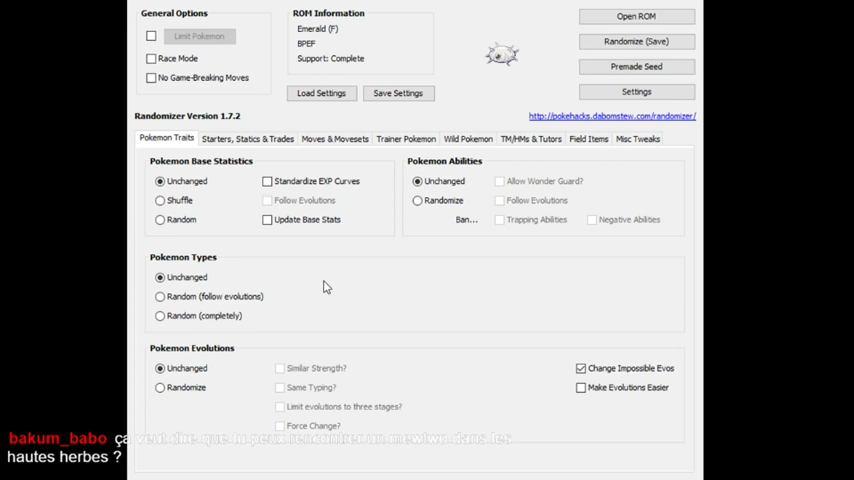 General Options
Limit Pokemon
Race Mode
No Game-Breaking Moves
ROM Information
Emerald (F)
BPEF
Support: Complete
Load Settings
Save Settings
Open ROM
Randomize (Save)
Premade Seed
Settings
Randomizer Version 1.7.2
http://pokehacks.dabomstew.com/randomizer/
Pokemon Traits
Starters, Statics & Trades
Moves & Movesets
Trainer Pokemon
Wild Pokemon
TM/HMs & Tutors
Field Items
Misc Tweaks
Pokemon Base Statistics
Unchanged
Standardize EXP Curves
Shuffle
Follow Evolutions
Random
Update Base Stats
Pokemon Abilities
Unchanged
Allow Wonder Guard?
Randomize
Follow Evolutions
Ban...
Trapping Abilities
Negative Abilities
Pokemon Types
Unchanged
Random (follow evolutions)
Random (completely)
Pokemon Evolutions
Unchanged
Similar Strength?
Change Impossible Evos
Randomize
Same Typing?
Make Evolutions Easier
Limit evolutions to three stages?
Force Change?
bakum_babo ça veut dire que tu peux rencontrer un mewtwo dans les
hautes herbes ?